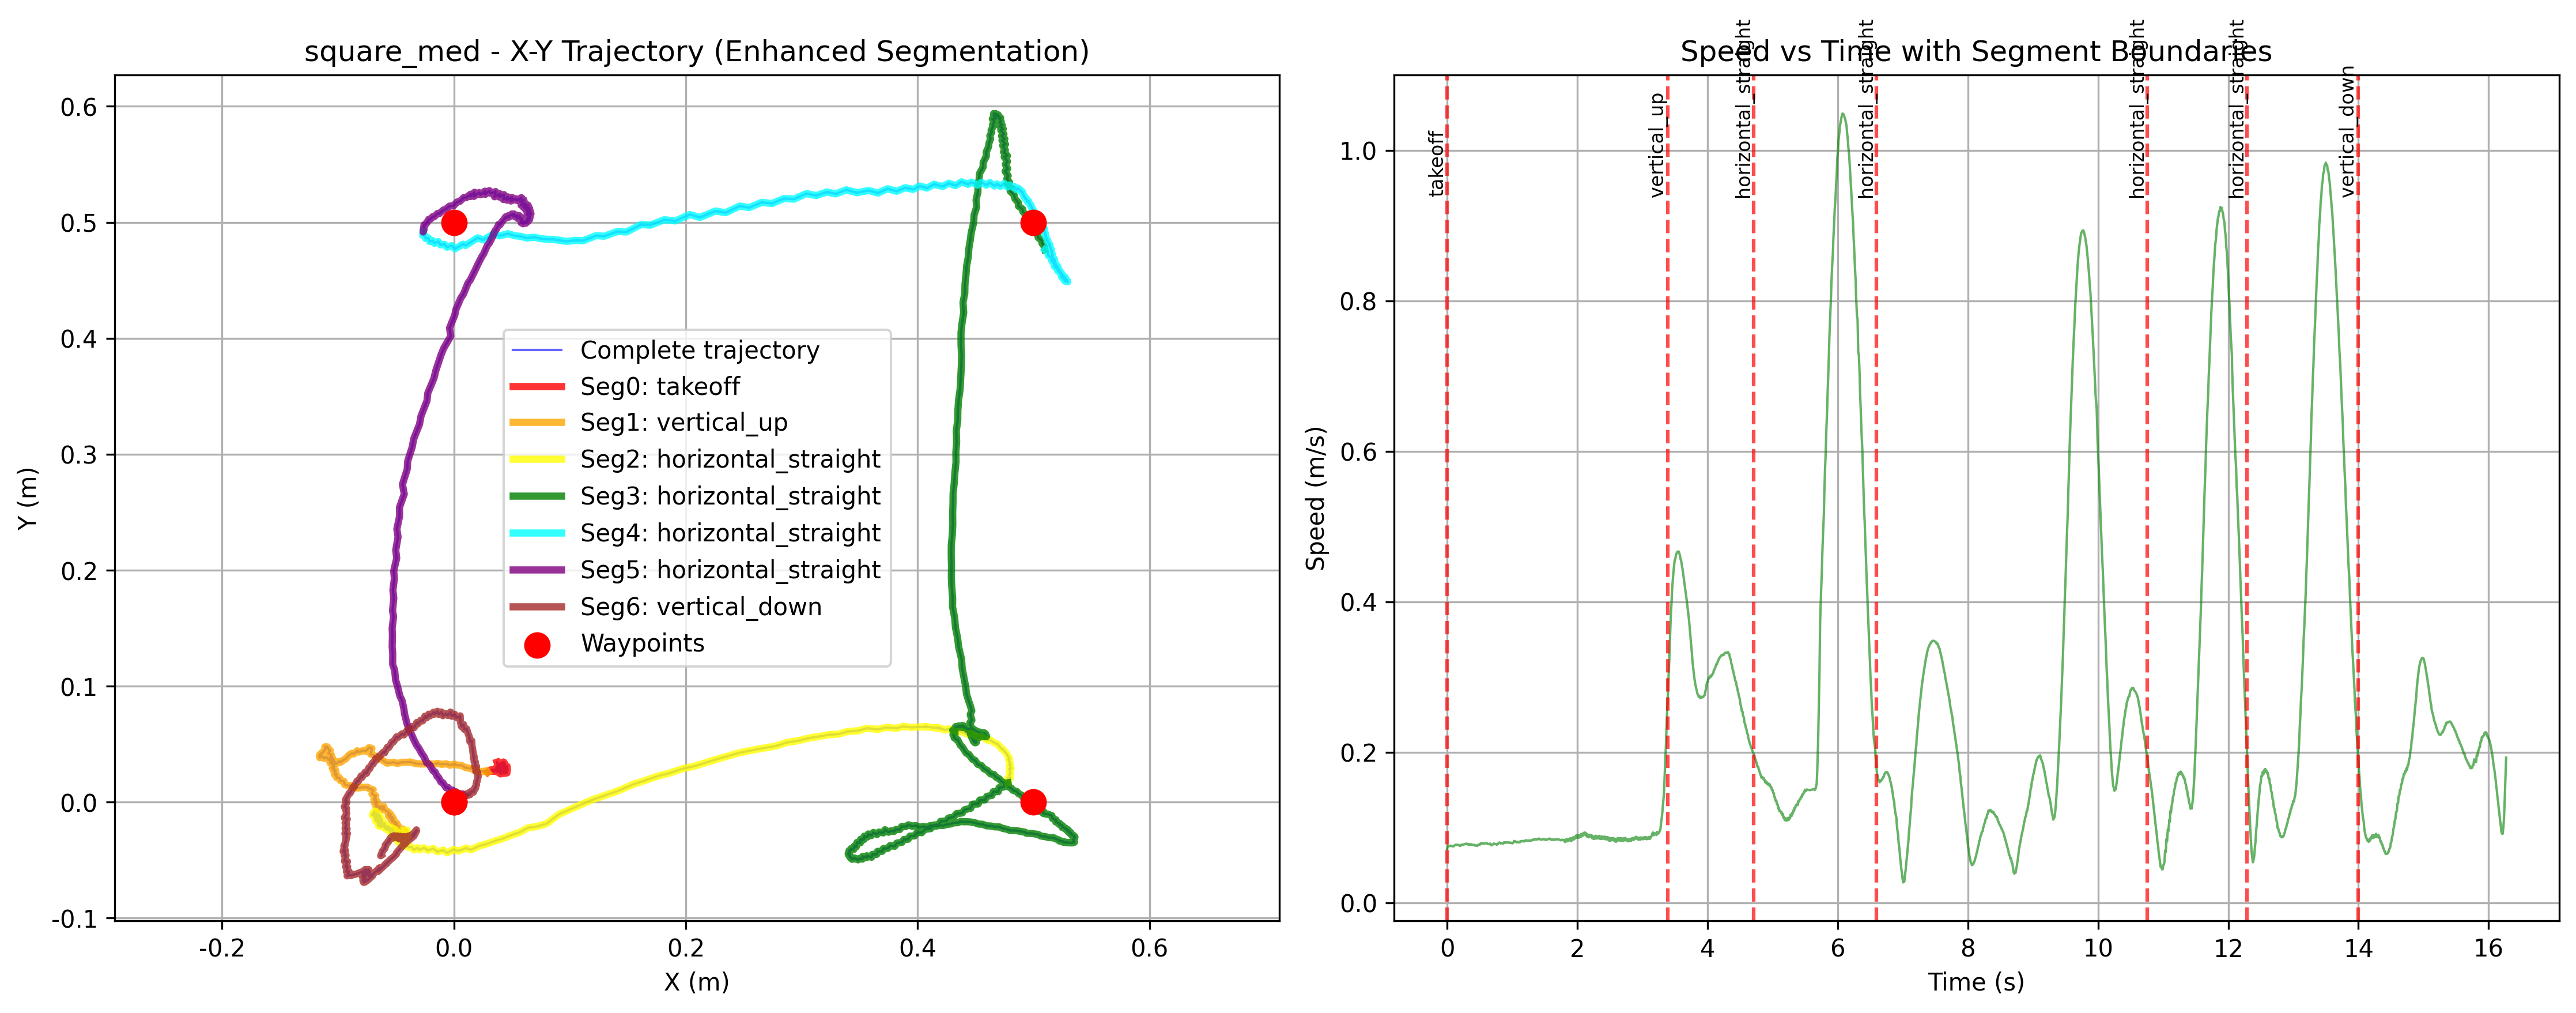 square_med - X-Y Trajectory (Enhanced Segmentation)
0.6
0.5
0.4
0.3
0.2
0.1
0.0
-0.1
Y (m)
-0.2
0.0
0.2
0.4
0.6
X (m)
Complete trajectory
Seg0: takeoff
Seg1: vertical_up
Seg2: horizontal_straight
Seg3: horizontal_straight
Seg4: horizontal_straight
Seg5: horizontal_straight
Seg6: vertical_down
Waypoints
Speed vs Time with Segment Boundaries
takeoff
vertical_up
horizontal_straight
horizontal_straight
horizontal_straight
horizontal_straight
vertical_down
1.0
0.8
0.6
0.4
0.2
0.0
Speed (m/s)
0
2
4
6
8
10
12
14
16
Time (s)